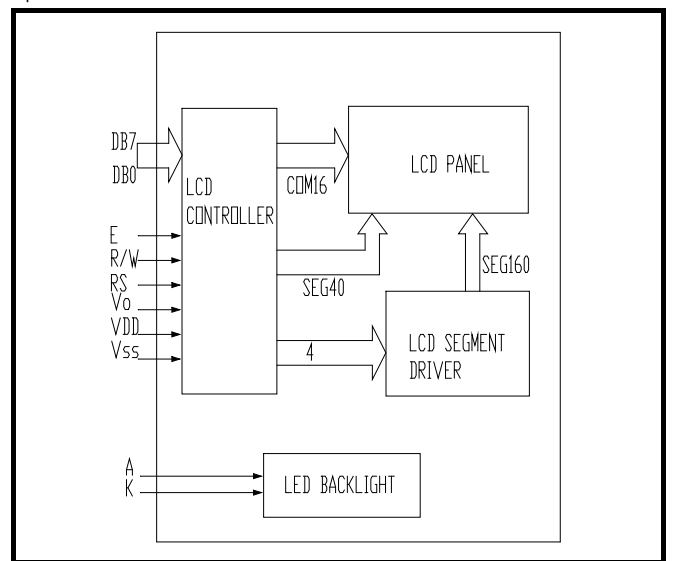 DB7
DB0
LCD
CONTROLLER
E
R/W
RS
Vo
VDD
Vss
COM16
SEG40
4
LCD PANEL
SEG160
LCD SEGMENT
DRIVER
A
K
LED BACKLIGHT